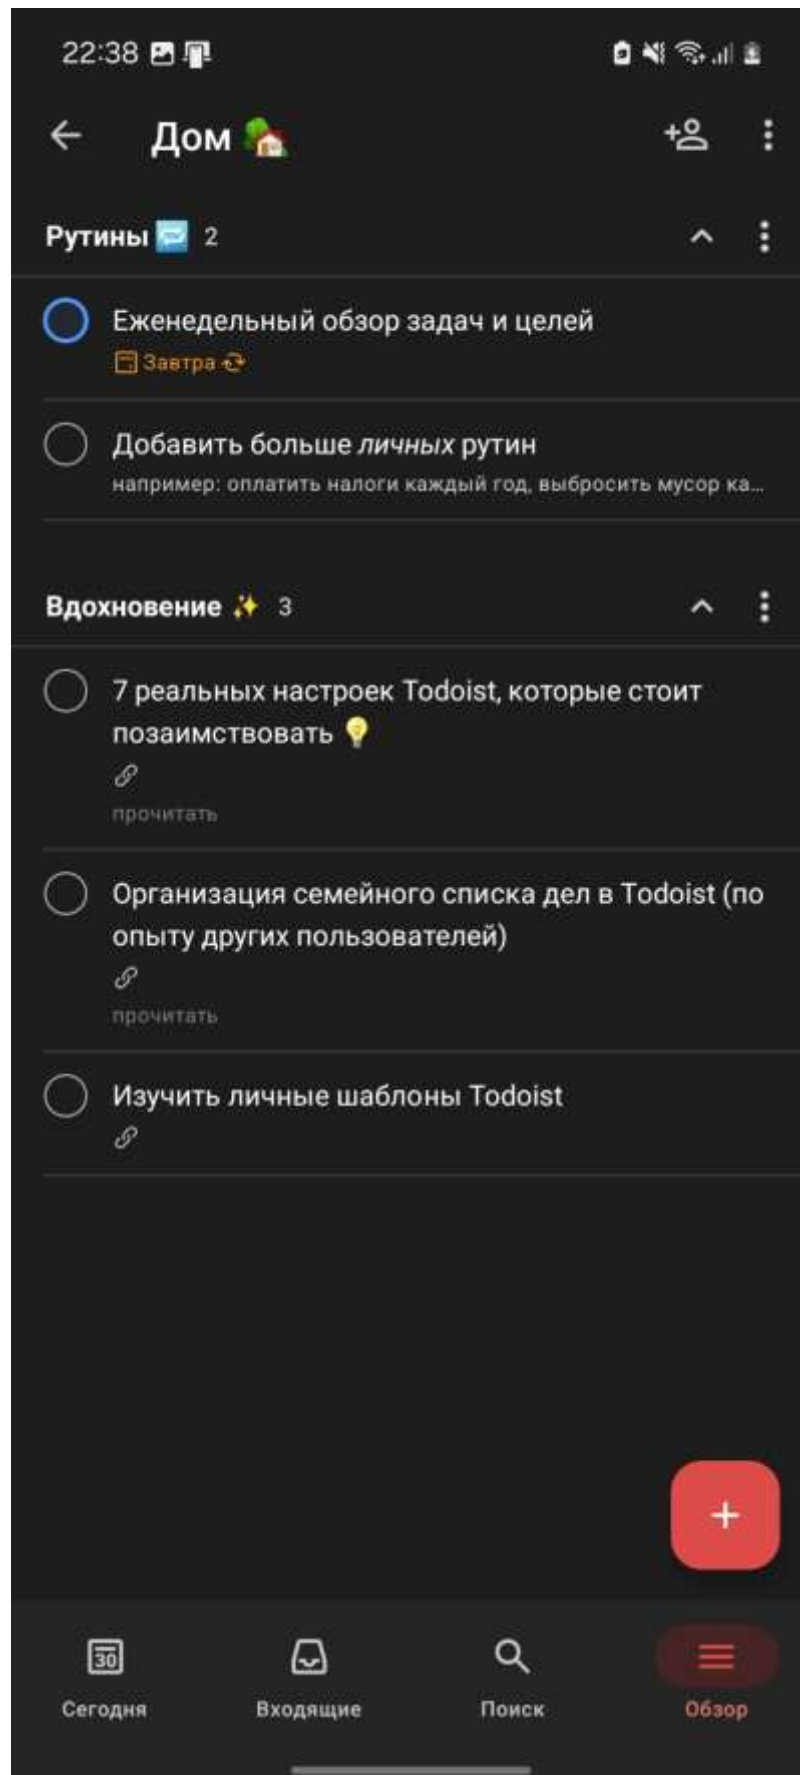 22:38
Дом
Рутины 2
Еженедельный обзор задач и целей
Завтра
Добавить больше личных рутин
например: оплатить налоги каждый год, выбросить мусор ка...
Вдохновение 3
7 реальных настроек Todoist, которые стоит
позаимствовать
прочитать
Организация семейного списка дел в Todoist (по
опыту других пользователей)
прочитать
Изучить личные шаблоны Todoist
30
Сегодня
Входящие
Поиск
Обзор